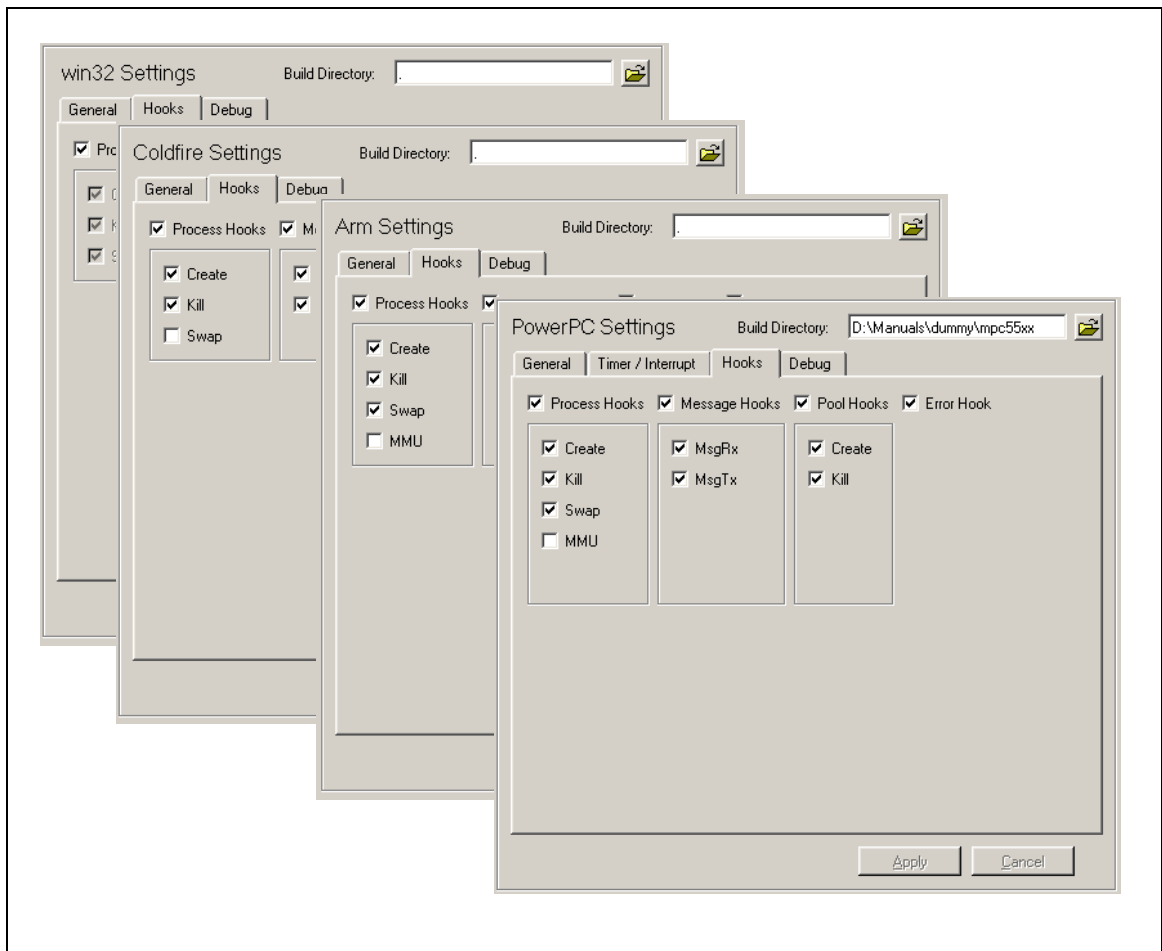 win32 Settings Build Directory: .
General Hooks Debug
Coldfire Settings Build Directory: .
General Hooks Debug
Process Hooks
Create
Kill
Swap
Arm Settings Build Directory: .
General Hooks Debug
Process Hooks
Create
Kill
Swap
MMU
PowerPC Settings Build Directory: D:\Manuals\dummy\mpc55xx
General Timer / Interrupt Hooks Debug
Process Hooks Message Hooks Pool Hooks Error Hook
Create MsgRx Create
Kill MsgTx Kill
Swap
MMU
Apply Cancel